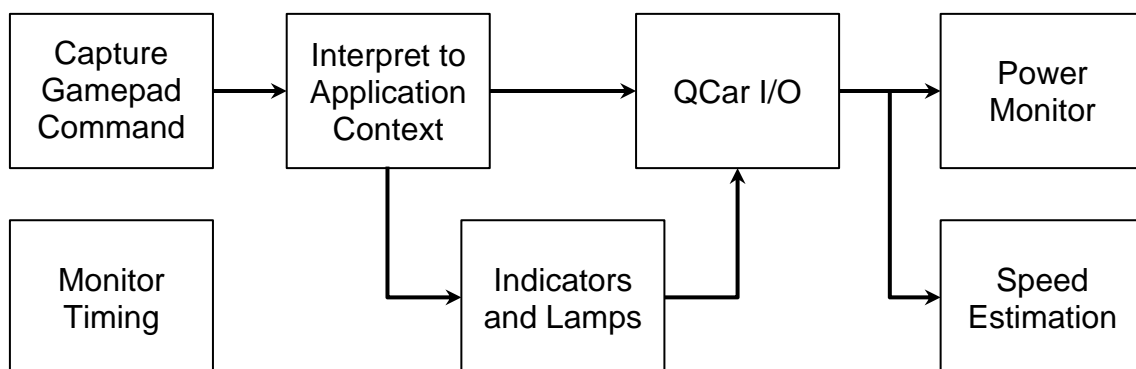 Capture
Gamepad
Command
Interpret to
Application
Context
QCar I/O
Power
Monitor
Monitor
Timing
Indicators
and Lamps
Speed
Estimation